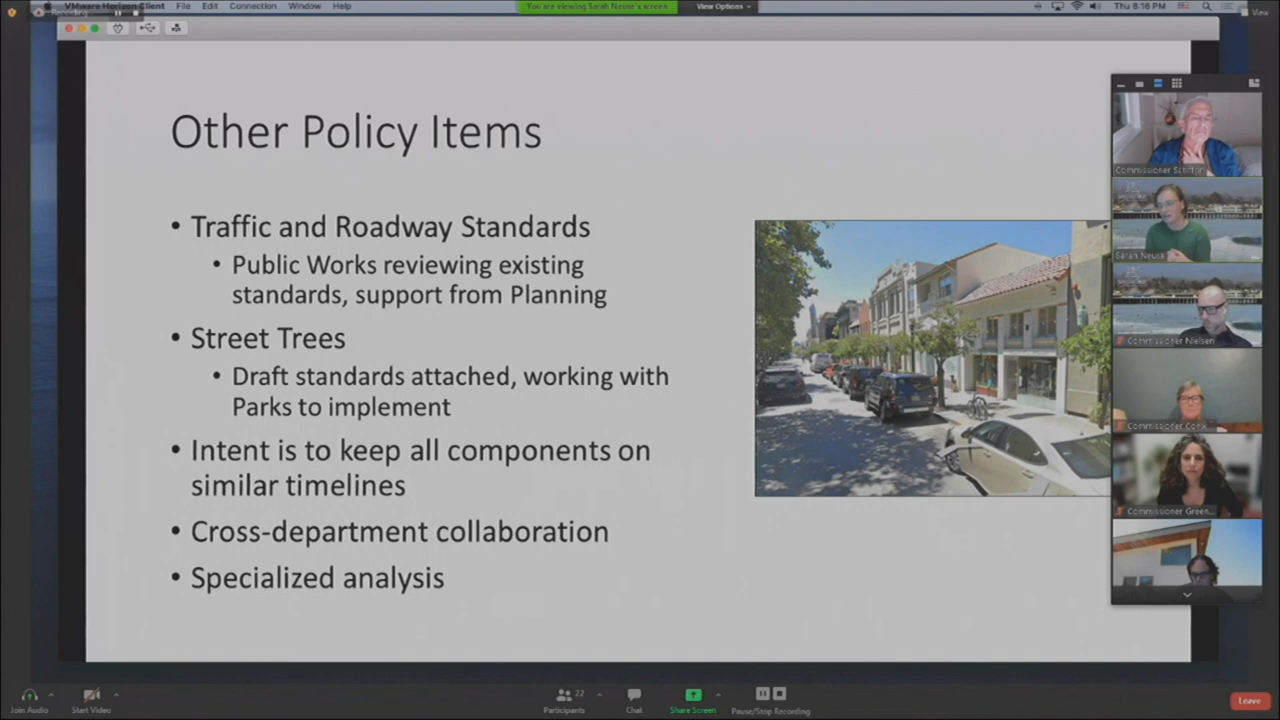 VMware Horizon Client File Edit Connection Window Help
You are viewing Sarah Neuse's screen
View Options
Thu 8:16 PM
Recording
View
Other Policy Items
• Traffic and Roadway Standards
• Public Works reviewing existing
standards, support from Planning
• Street Trees
• Draft standards attached, working with
Parks to implement
• Intent is to keep all components on
similar timelines
• Cross-department collaboration
• Specialized analysis
Commissioner Schiffrin
Sarah Neuse
Commissioner Nielsen
Commissioner Conw
Commissioner Green...
Join Audio
Start Video
22
Participants
Chat
Share Screen
Pause/Stop Recording
Leave